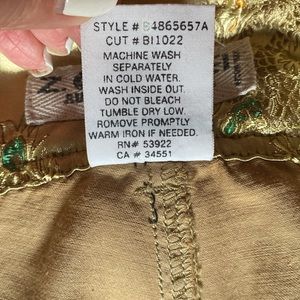 STYLE # B4865657A
CUT # BI1022
MACHINE WASH
SEPARATELY
IN COLD WATER.
WASH INSIDE OUT.
DO NOT BLEACH
TUMBLE DRY LOW.
REMOVE PROMPTLY
WARM IRON IF NEEDED.
RN# 53922
CA # 34551